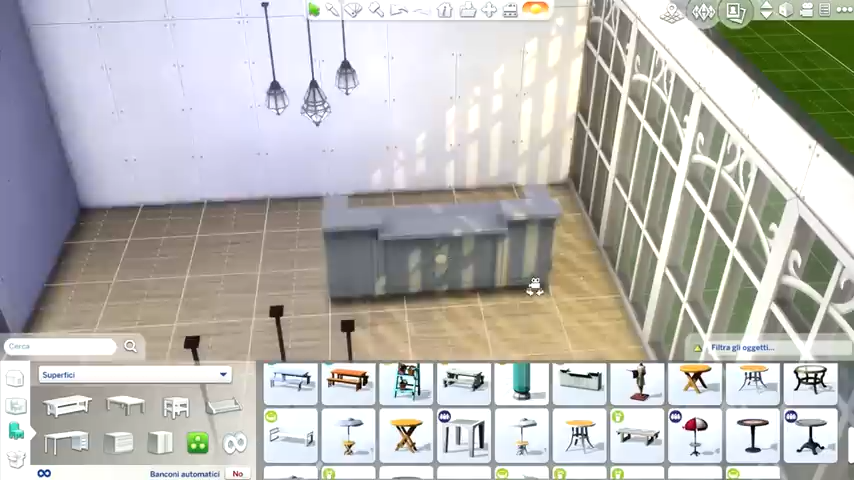 Cerca
Filtra gli oggetti...
Superfici
Banconi automatici No